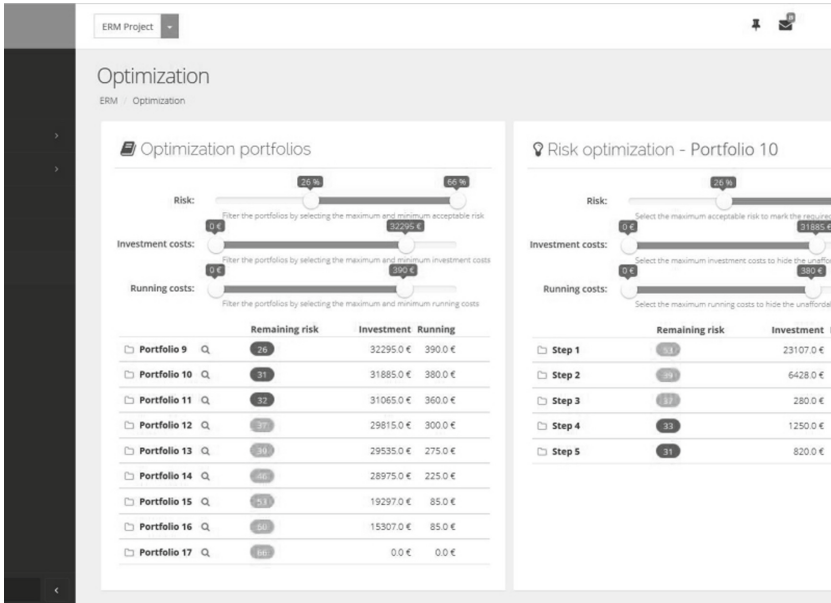 ERM Project
Optimization
ERM / Optimization
Optimization portfolios
26 % 66 %
Risk:
Filter the portfolios by selecting the maximum and minimum acceptable risk
0 € 32295 €
Investment costs:
Filter the portfolios by selecting the maximum and minimum investment costs
0 € 390 €
Running costs:
Filter the portfolios by selecting the maximum and minimum running costs
Remaining risk Investment Running
Portfolio 9 26 32295.0 € 390.0 €
Portfolio 10 31 31885.0 € 380.0 €
Portfolio 11 32 31065.0 € 360.0 €
Portfolio 12 37 29815.0 € 300.0 €
Portfolio 13 39 29535.0 € 275.0 €
Portfolio 14 46 28975.0 € 225.0 €
Portfolio 15 53 19297.0 € 85.0 €
Portfolio 16 60 15307.0 € 85.0 €
Portfolio 17 66 0.0 € 0.0 €
Risk optimization - Portfolio 10
26 %
Risk:
Select the maximum acceptable risk to mark the required
0 € 31885 €
Investment costs:
Select the maximum investment costs to hide the
0 € 380 €
Running costs:
Select the maximum running costs to hide the
Remaining risk Investment
Step 1 53 23107.0 €
Step 2 39 6428.0 €
Step 3 37 280.0 €
Step 4 33 1250.0 €
Step 5 31 820.0 €